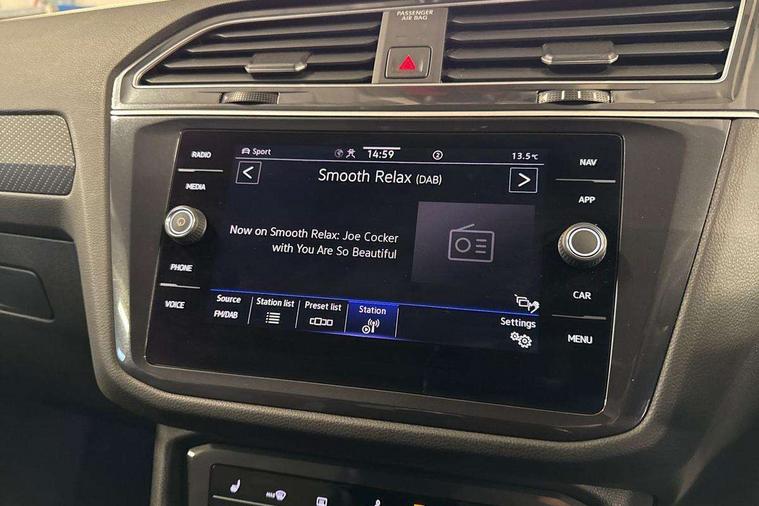 PASSENGER
AIR BAG
RADIO
MEDIA
PHONE
VOICE
Sport
14:59
2
13.5°C
Smooth Relax (DAB)
Now on Smooth Relax: Joe Cocker
with You Are So Beautiful
Source
FM/DAB
Station list
Preset list
Station
Settings
NAV
APP
CAR
MENU
MAX